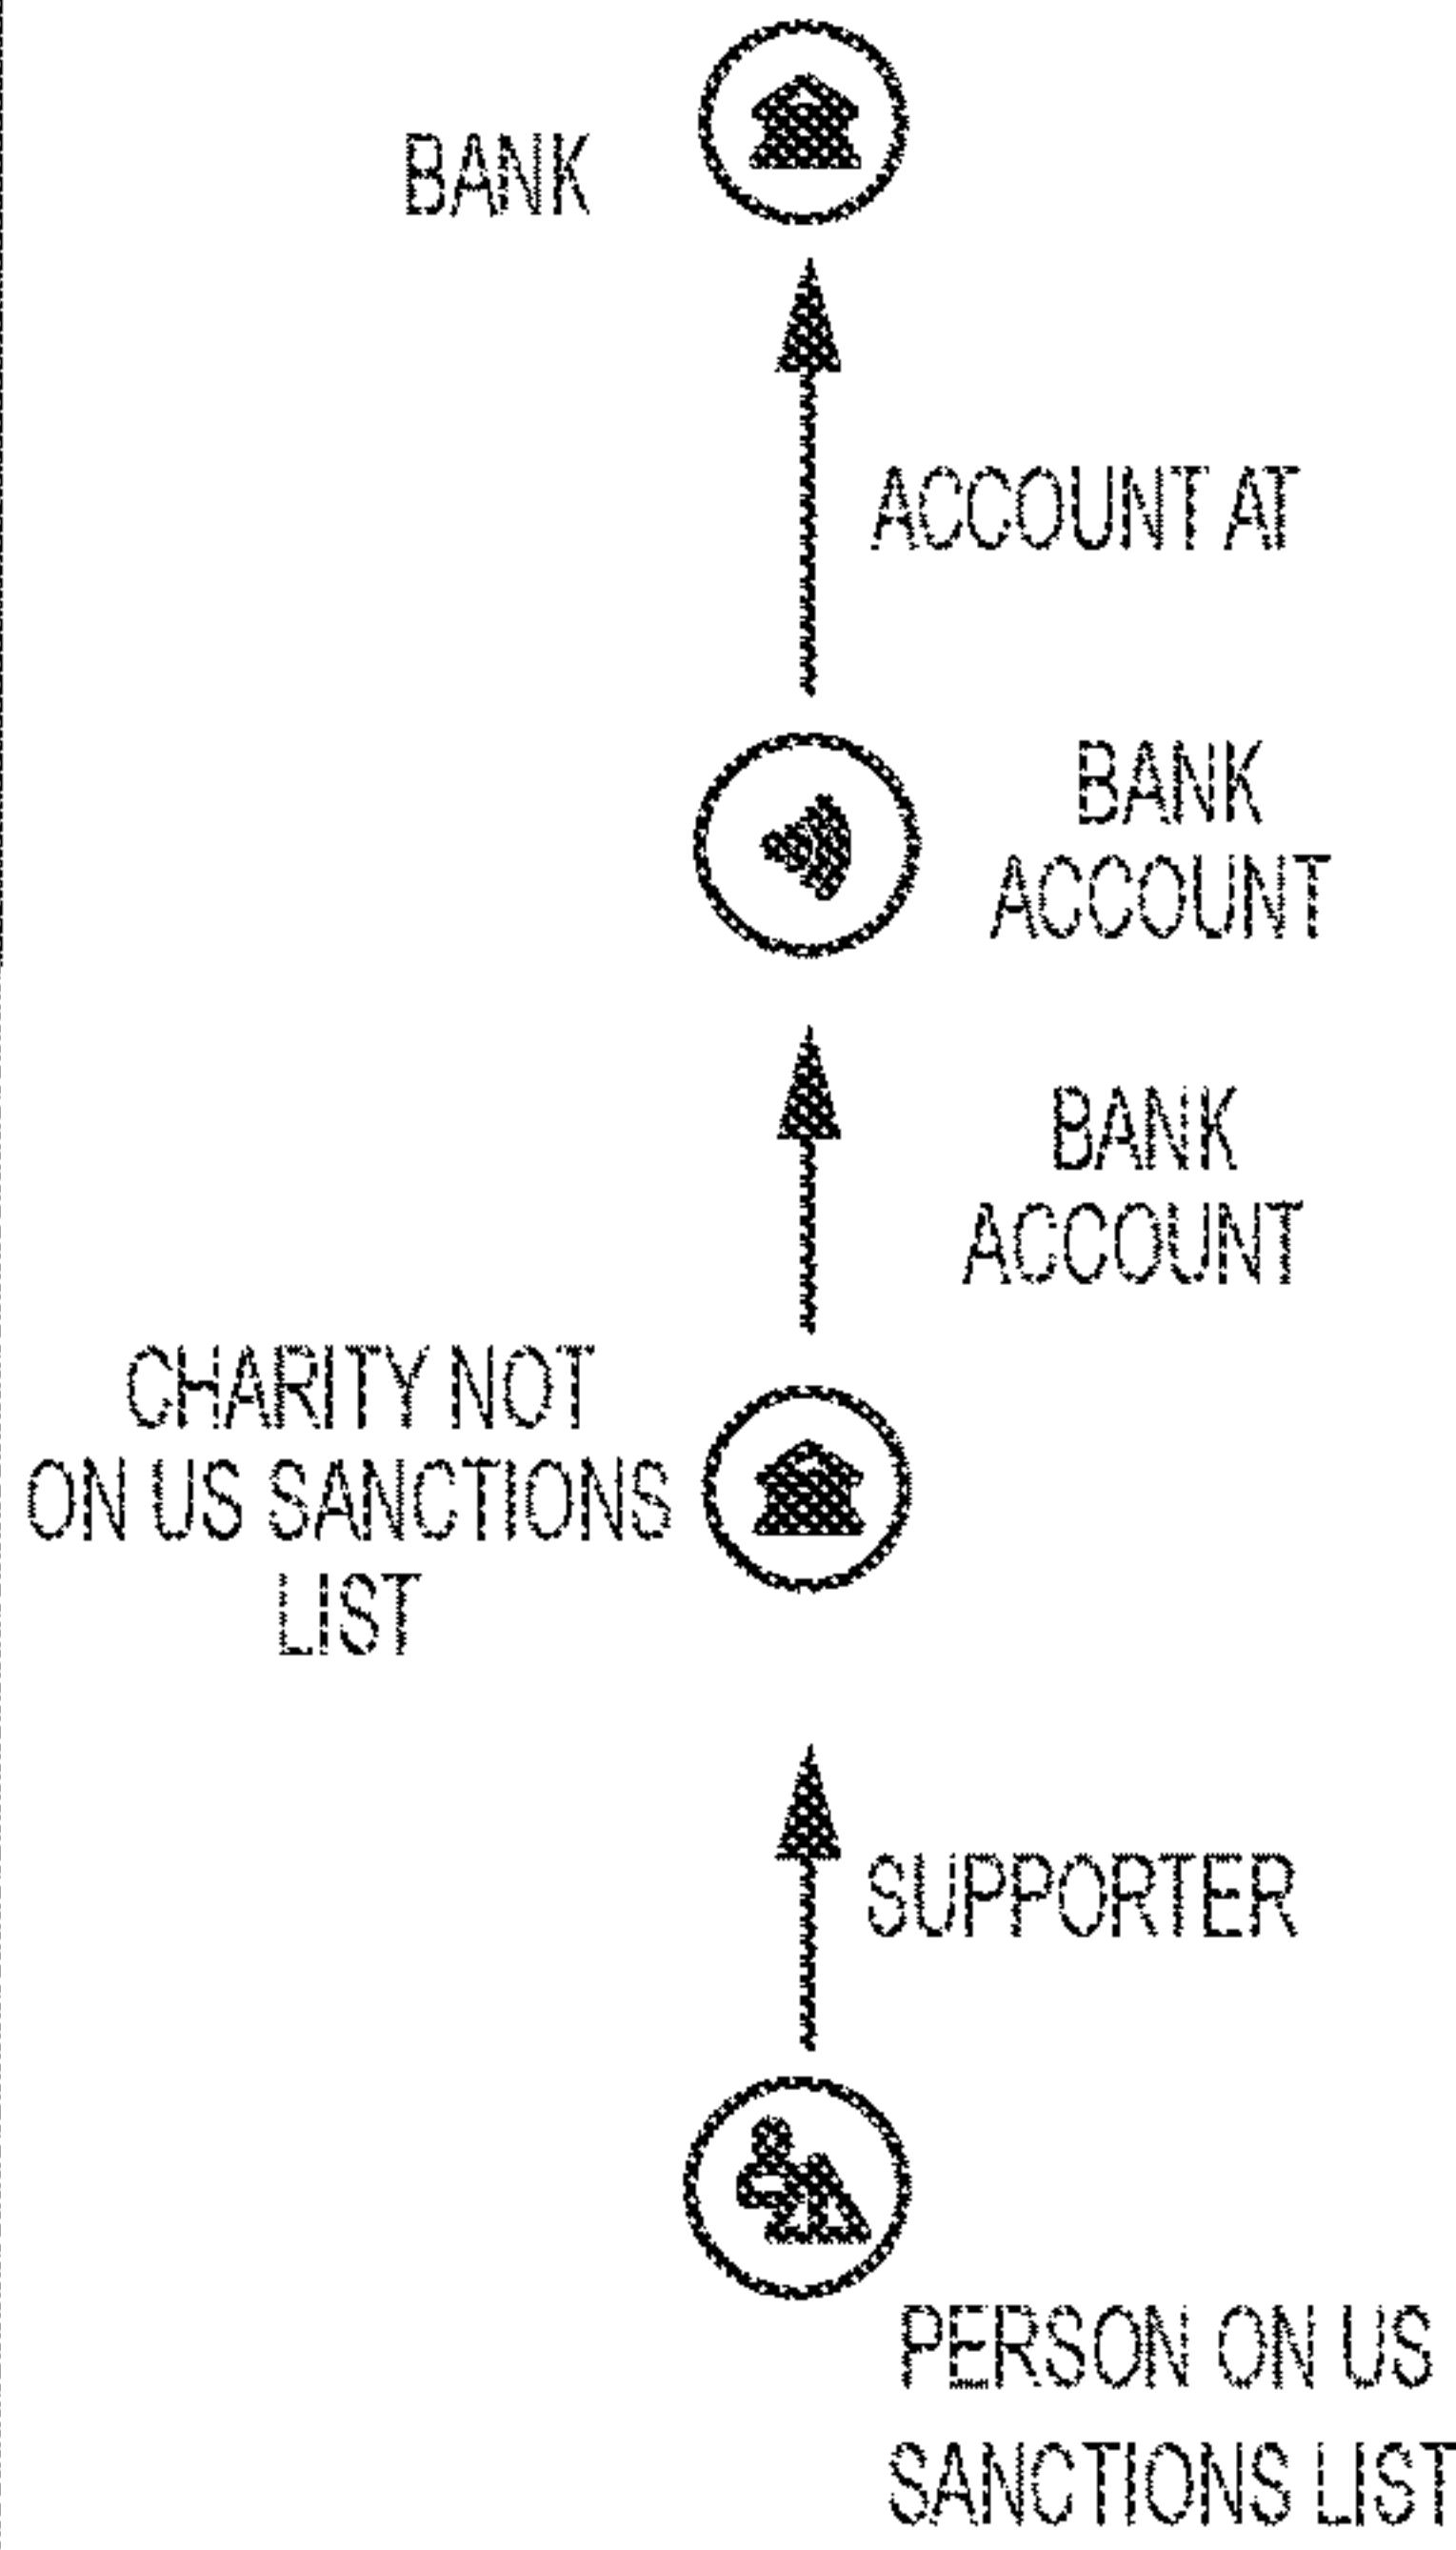 BANK
ACCOUNT AT
BANK
ACCOUNT
BANK
ACCOUNT
CHARITY NOT
ON US SANCTIONS
LIST
SUPPORTER
PERSON ON US
SANCTIONS LIST